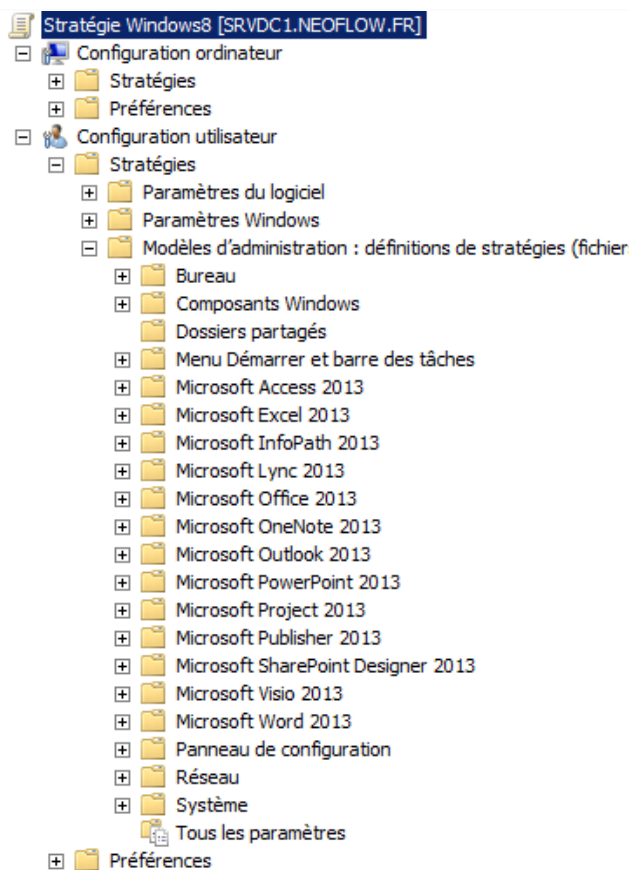 Stratégie Windows8 [SRVDC1.NEOFLOW.FR]
Configuration ordinateur
Stratégies
Préférences
Configuration utilisateur
Stratégies
Paramètres du logiciel
Paramètres Windows
Modèles d’administration : définitions de stratégies (fichiers
Bureau
Composants Windows
Dossiers partagés
Menu Démarrer et barre des tâches
Microsoft Access 2013
Microsoft Excel 2013
Microsoft InfoPath 2013
Microsoft Lync 2013
Microsoft Office 2013
Microsoft OneNote 2013
Microsoft Outlook 2013
Microsoft PowerPoint 2013
Microsoft Project 2013
Microsoft Publisher 2013
Microsoft SharePoint Designer 2013
Microsoft Visio 2013
Microsoft Word 2013
Panneau de configuration
Réseau
Système
Tous les paramètres
Préférences